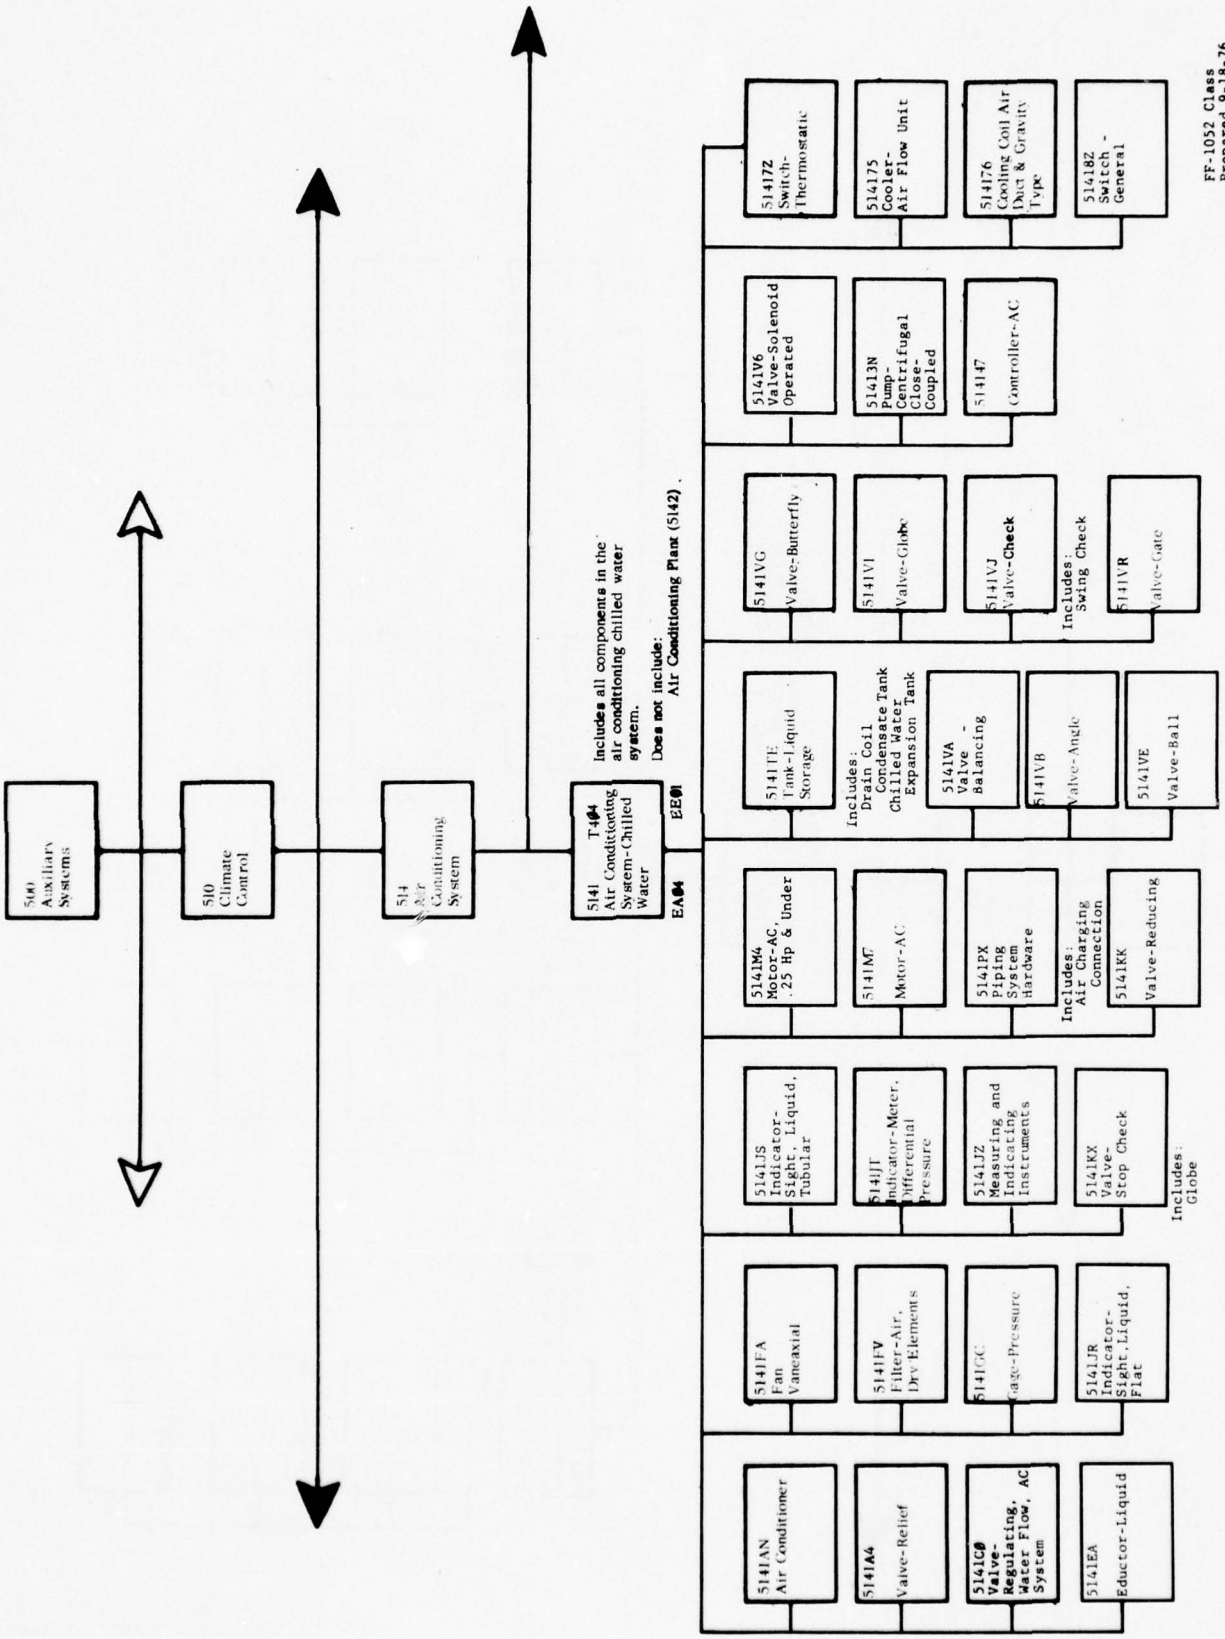 500
Auxiliary
Systems
510
Climate
Control
514
Air
Conditioning
System
5141 T404
Air Conditioning
System-Chilled
Water
EA04 EE01
Includes all components in the
air conditioning chilled water
system.
Does not include:
Air Conditioning Plant (5142).
5141AN
Air Conditioner
5141A4
Valve-Relief
5141C0
Valve-
Regulating,
Water Flow, AC
System
5141EA
Eductor-Liquid
5141FA
Fan
Vaneaxial
5141FV
Filter-Air,
Dry Elements
5141GC
Gage-Pressure
5141JR
Indicator-
Sight, Liquid,
Flat
5141JS
Indicator-
Sight, Liquid,
Tubular
5141JT
Indicator-Meter,
Differential
Pressure
5141JZ
Measuring and
Indicating
Instruments
5141KX
Valve-
Stop Check
Includes:
Globe
5141M4
Motor-AC,
.25 Hp & Under
5141M7
Motor-AC
5141PX
Piping
System
Hardware
Includes:
Air Charging
Connection
5141KK
Valve-Reducing
5141TE
Tank-Liquid
Storage
Includes:
Drain Coil
Condensate Tank
Chilled Water
Expansion Tank
5141VA
Valve -
Balancing
5141VB
Valve-Angle
5141VE
Valve-Ball
5141VG
Valve-Butterfly
5141VI
Valve-Globe
5141VJ
Valve-Check
Includes:
Swing Check
5141VR
Valve-Gate
5141V6
Valve-Solenoid
Operated
51413N
Pump-
Centrifugal
Close-
Coupled
514147
Controller-AC
51417Z
Switch-
Thermostatic
514175
Cooler-
Air Flow Unit
514176
Cooling Coil Air
Duct & Gravity
Type
51418Z
Switch -
General
FF-1052 Class
Prepared 9-18-76